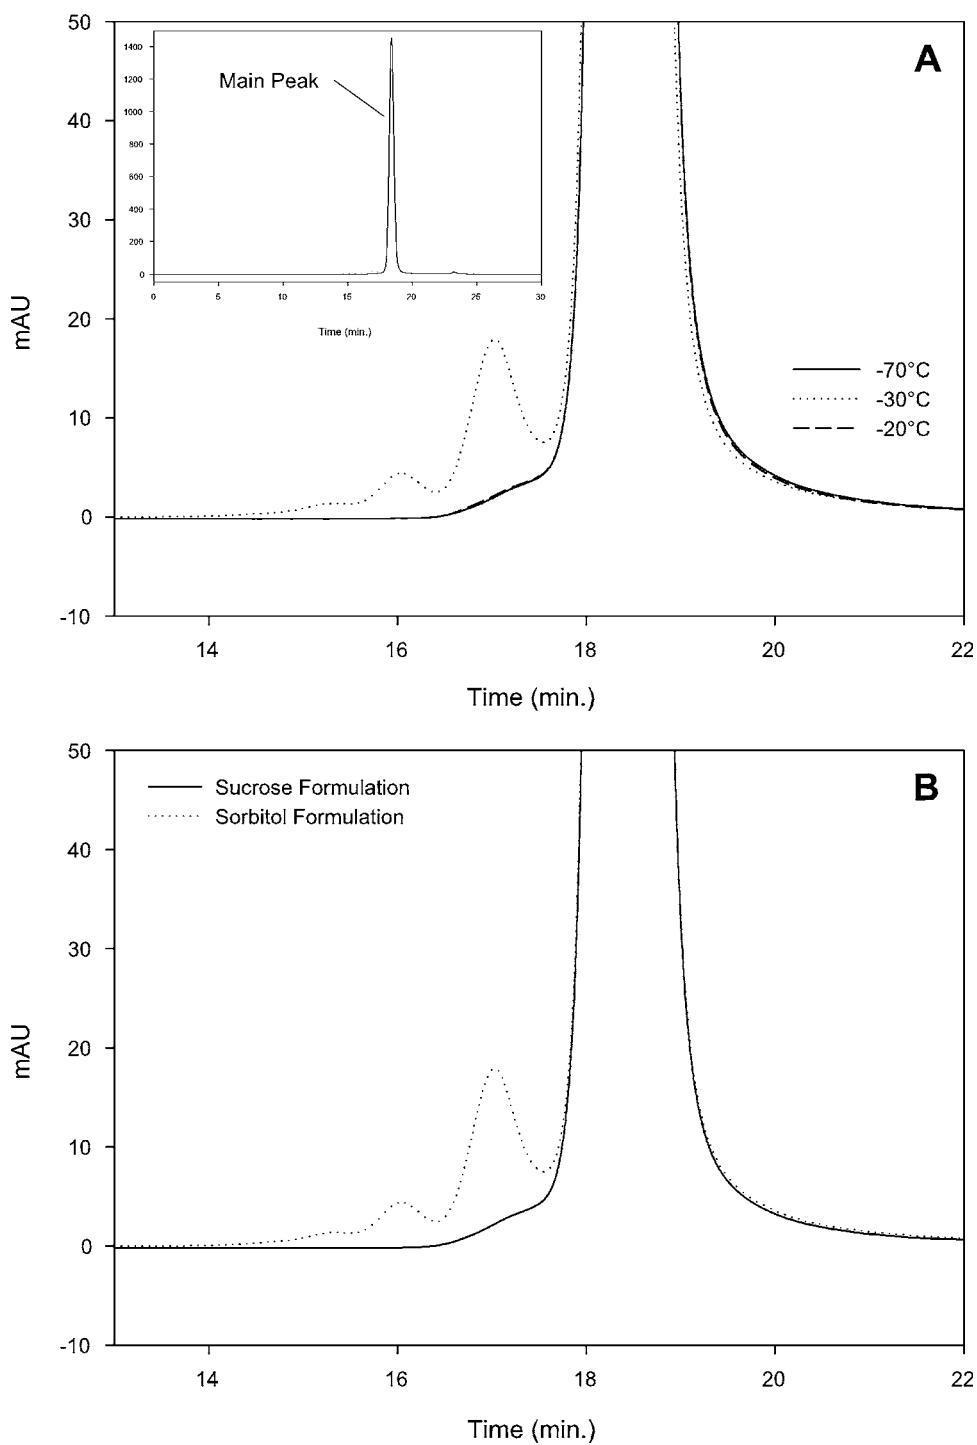 A
50
40
30
20
10
0
-10
mAU
1400
1200
1000
800
600
400
200
0
Main Peak
0 5 10 15 20 25 30
Time (min.)
-70°C
-30°C
-20°C
14 16 18 20 22
Time (min.)
B
50
40
30
20
10
0
-10
mAU
Sucrose Formulation
Sorbitol Formulation
14 16 18 20 22
Time (min.)